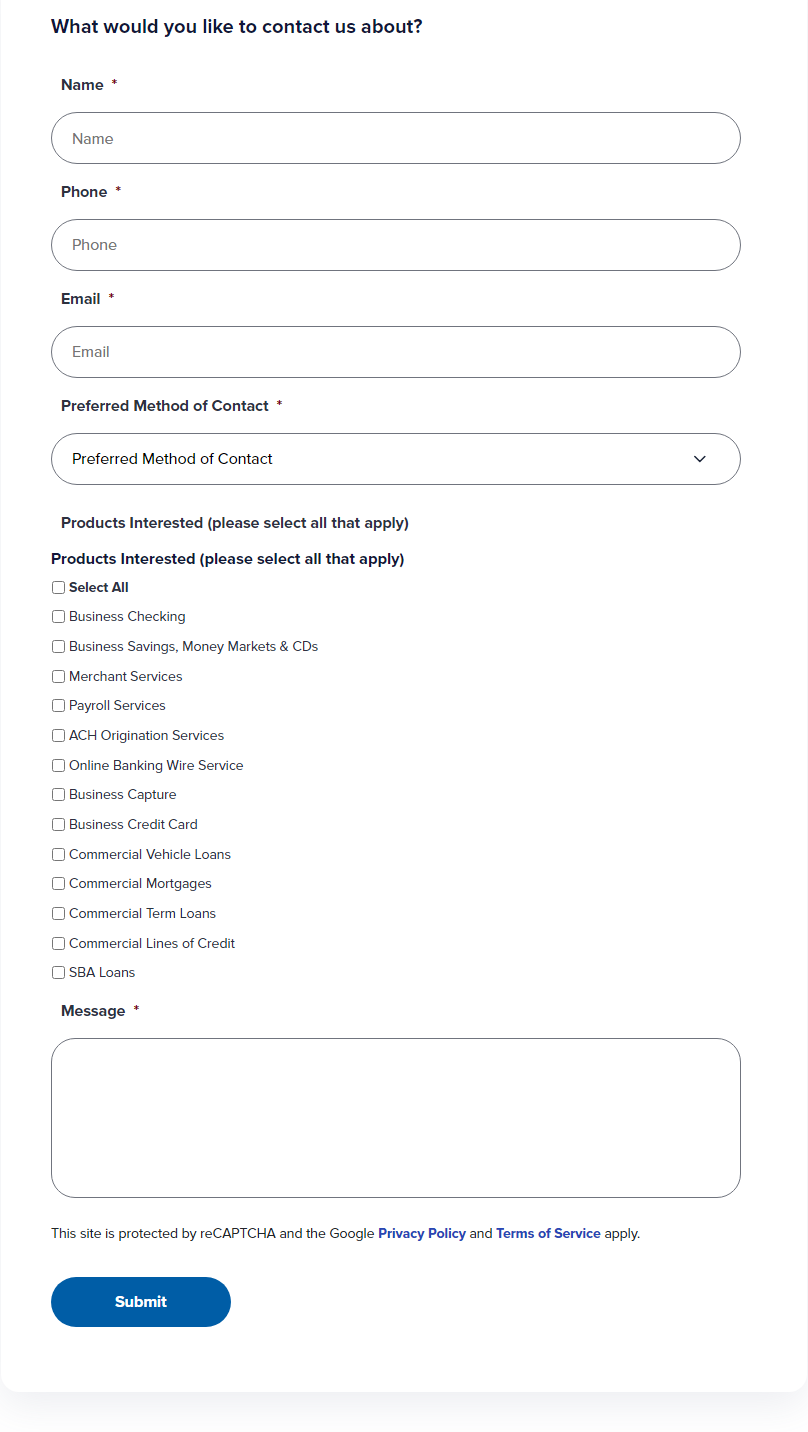 What would you like to contact us about?
Name *
Name
Phone *
Phone
Email *
Email
Preferred Method of Contact *
Preferred Method of Contact
Products Interested (please select all that apply)
Products Interested (please select all that apply)
Select All
Business Checking
Business Savings, Money Markets & CDs
Merchant Services
Payroll Services
ACH Origination Services
Online Banking Wire Service
Business Capture
Business Credit Card
Commercial Vehicle Loans
Commercial Mortgages
Commercial Term Loans
Commercial Lines of Credit
SBA Loans
Message *
This site is protected by reCAPTCHA and the Google Privacy Policy and Terms of Service apply.
Submit